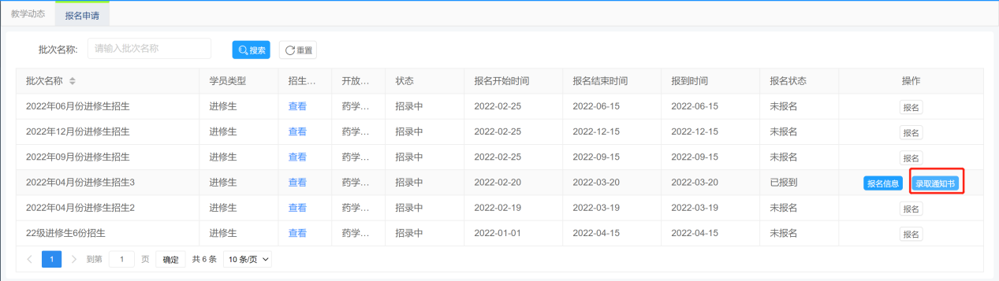 教学动态 报名申请
批次名称: 请输入批次名称 搜索 重置
批次名称 学员类型 招生... 开放... 状态 报名开始时间 报名结束时间 报到时间 报名状态 操作
2022年06月份进修生招生 进修生 查看 药学... 招录中 2022-02-25 2022-06-15 2022-06-15 未报名 报名
2022年12月份进修生招生 进修生 查看 药学... 招录中 2022-02-25 2022-12-15 2022-12-15 未报名 报名
2022年09月份进修生招生 进修生 查看 药学... 招录中 2022-02-25 2022-09-15 2022-09-15 未报名 报名
2022年04月份进修生招生3 进修生 查看 药学... 招录中 2022-02-20 2022-03-20 2022-03-20 已报到 报名信息 录取通知书
2022年04月份进修生招生2 进修生 查看 药学... 招录中 2022-02-19 2022-03-19 2022-03-19 未报名 报名
22级进修生6份招生 进修生 查看 药学... 招录中 2022-01-01 2022-04-15 2022-04-15 未报名 报名
1 到第 1 页 确定 共 6 条 10 条/页